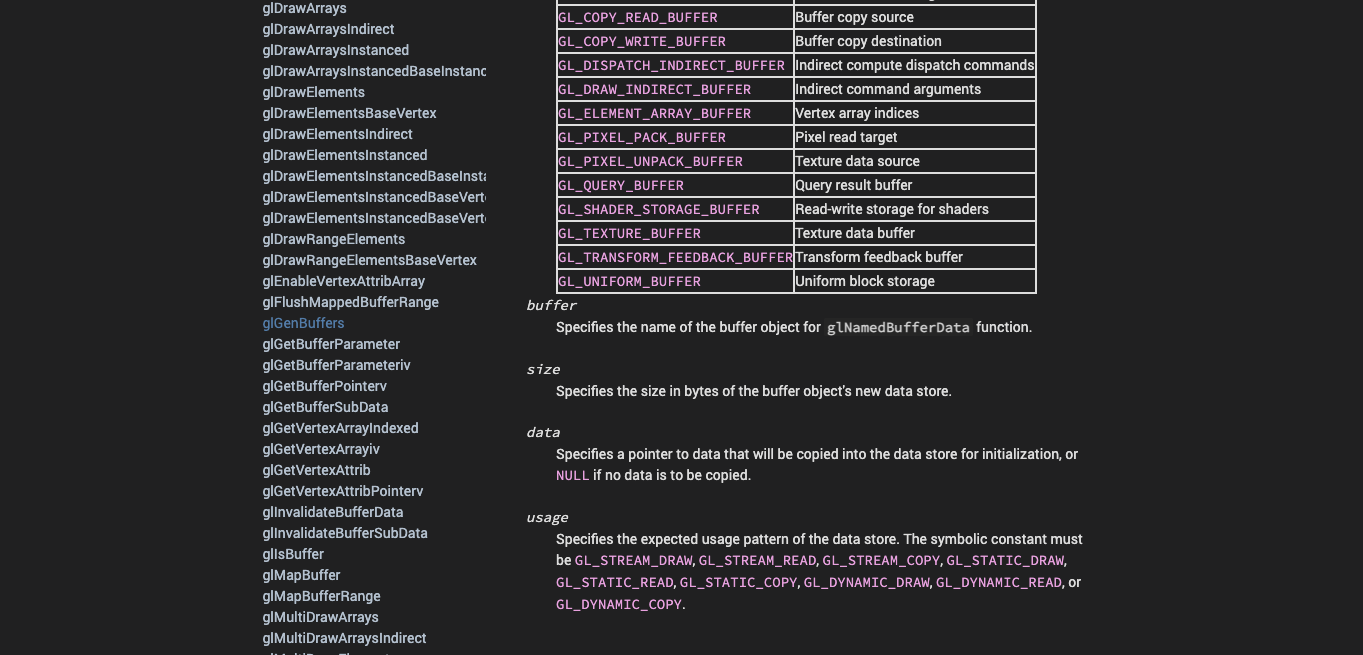 glDrawArrays
glDrawArraysIndirect
glDrawArraysInstanced
glDrawArraysInstancedBaseInstanc
glDrawElements
glDrawElementsBaseVertex
glDrawElementsIndirect
glDrawElementsInstanced
glDrawElementsInstancedBaseInsta
glDrawElementsInstancedBaseVert
glDrawElementsInstancedBaseVert
glDrawRangeElements
glDrawRangeElementsBaseVertex
glEnableVertexAttribArray
glFlushMappedBufferRange
glGenBuffers
glGetBufferParameter
glGetBufferParameteriv
glGetBufferPointerv
glGetBufferSubData
glGetVertexArrayIndexed
glGetVertexArrayiv
glGetVertexAttrib
glGetVertexAttribPointerv
glInvalidateBufferData
glInvalidateBufferSubData
glIsBuffer
glMapBuffer
glMapBufferRange
glMultiDrawArrays
glMultiDrawArraysIndirect
GL_COPY_READ_BUFFER Buffer copy source
GL_COPY_WRITE_BUFFER Buffer copy destination
GL_DISPATCH_INDIRECT_BUFFER Indirect compute dispatch commands
GL_DRAW_INDIRECT_BUFFER Indirect command arguments
GL_ELEMENT_ARRAY_BUFFER Vertex array indices
GL_PIXEL_PACK_BUFFER Pixel read target
GL_PIXEL_UNPACK_BUFFER Texture data source
GL_QUERY_BUFFER Query result buffer
GL_SHADER_STORAGE_BUFFER Read-write storage for shaders
GL_TEXTURE_BUFFER Texture data buffer
GL_TRANSFORM_FEEDBACK_BUFFER Transform feedback buffer
GL_UNIFORM_BUFFER Uniform block storage
buffer
Specifies the name of the buffer object for glNamedBufferData function.
size
Specifies the size in bytes of the buffer object's new data store.
data
Specifies a pointer to data that will be copied into the data store for initialization, or
NULL if no data is to be copied.
usage
Specifies the expected usage pattern of the data store. The symbolic constant must
be GL_STREAM_DRAW, GL_STREAM_READ, GL_STREAM_COPY, GL_STATIC_DRAW,
GL_STATIC_READ, GL_STATIC_COPY, GL_DYNAMIC_DRAW, GL_DYNAMIC_READ, or
GL_DYNAMIC_COPY.